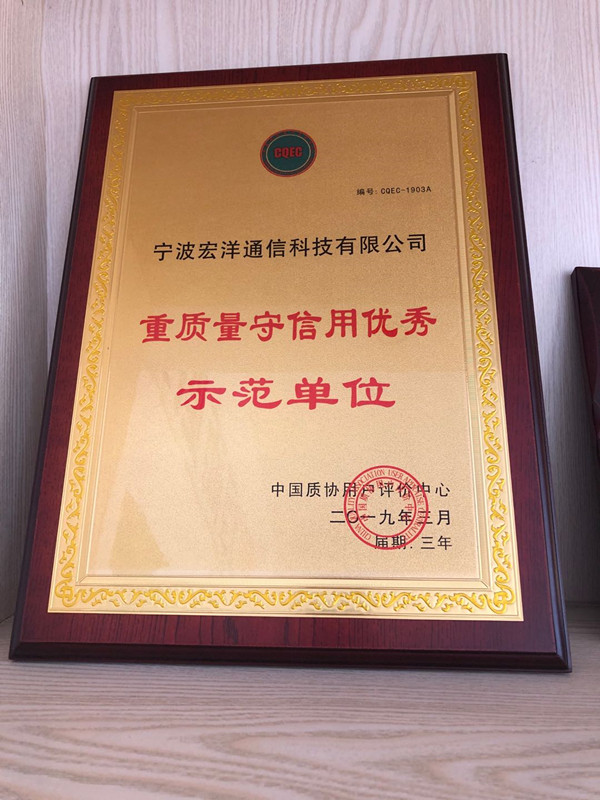 CQEC
编号: CQEC-1903A
宁波宏洋通信科技有限公司
重质量守信用优秀
示范单位
中国质协用户评价中心
二〇一九年三月
届期.三年